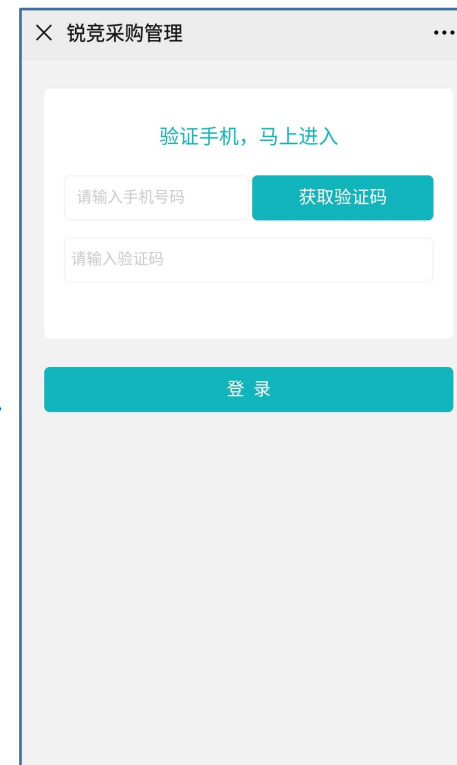 锐竞采购管理
验证手机，马上进入
请输入手机号码
获取验证码
请输入验证码
登 录